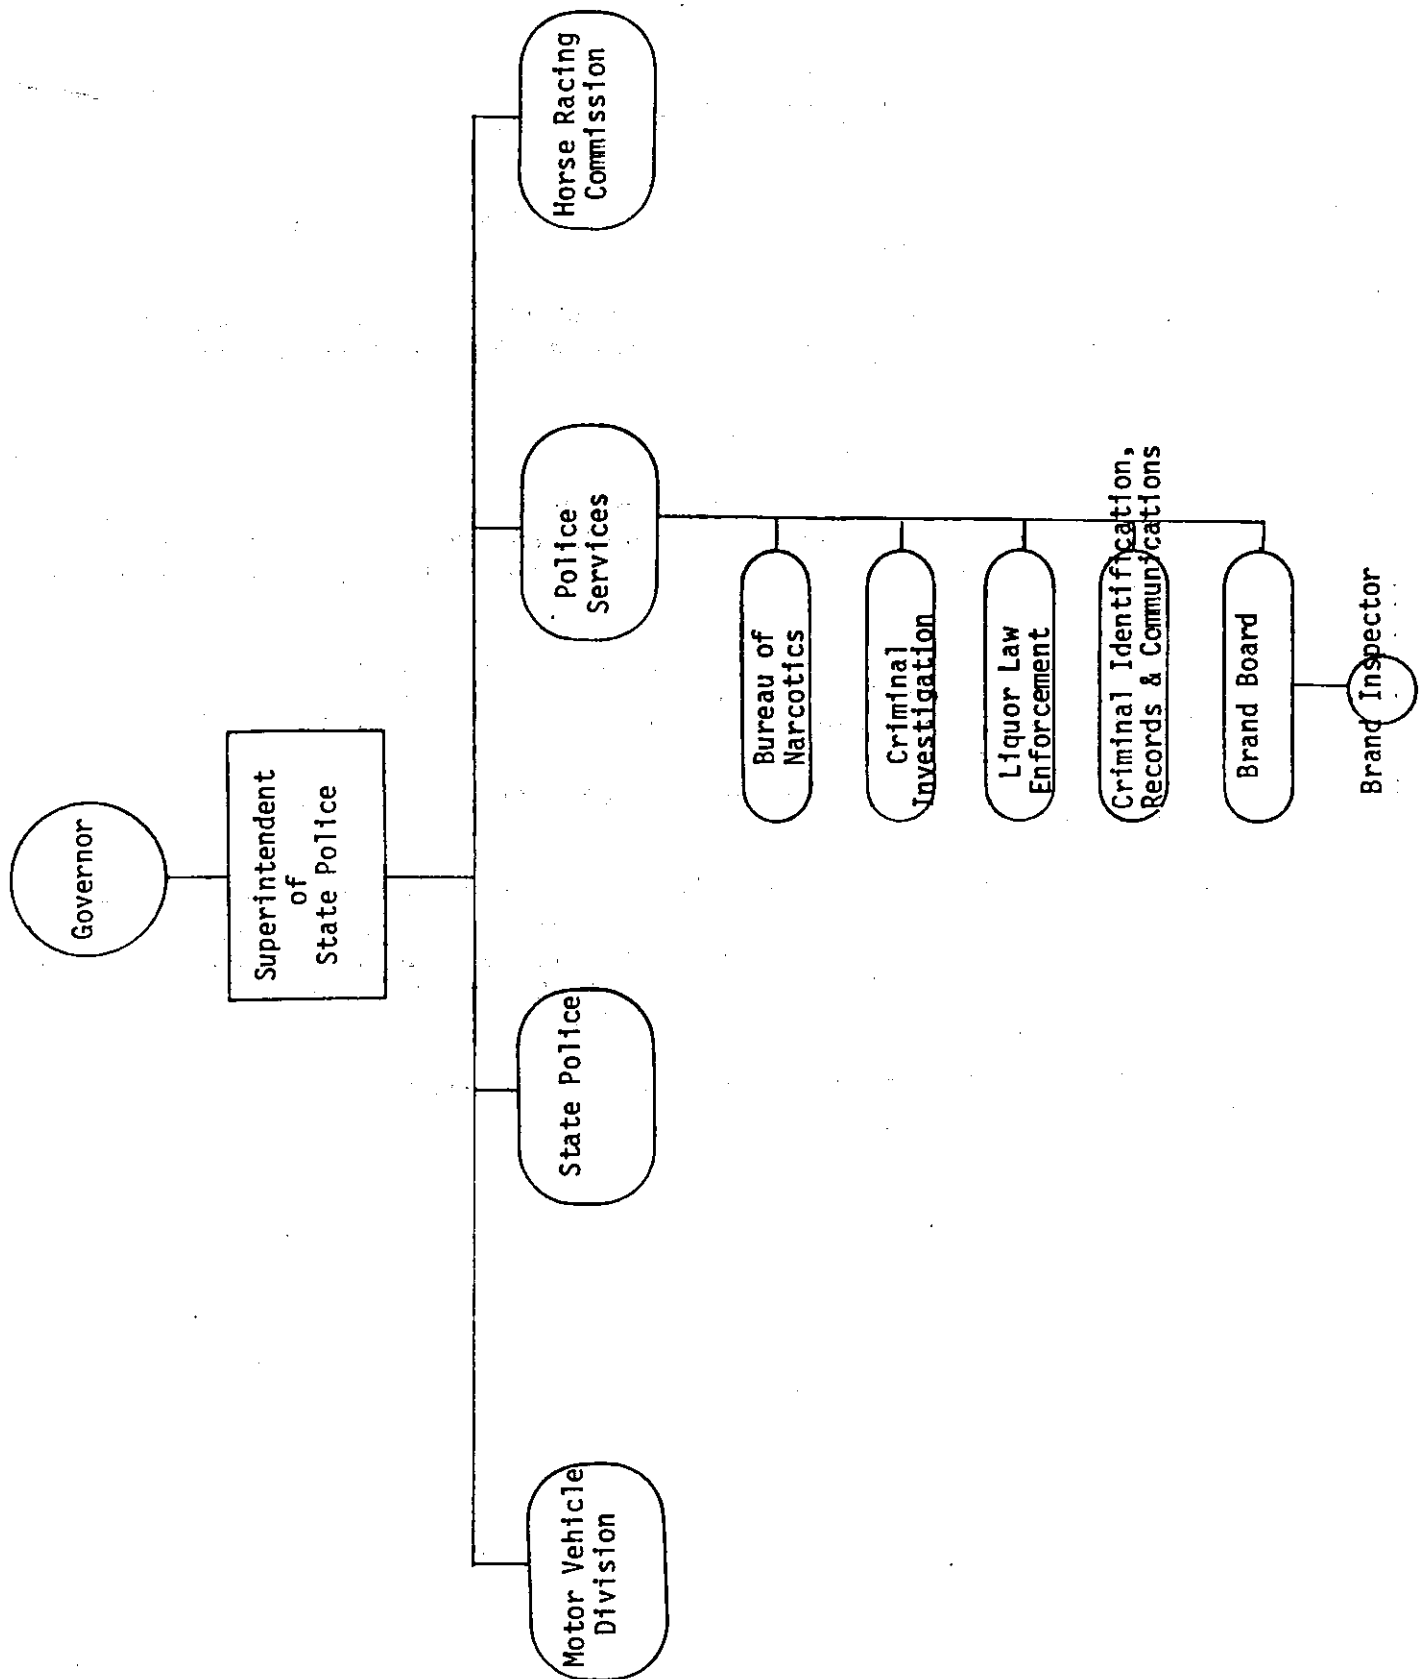 Governor
Superintendent
of
State Police
Motor Vehicle
Division
State Police
Police
Services
Horse Racing
Commission
Bureau of
Narcotics
Criminal
Investigation
Liquor Law
Enforcement
Criminal Identification,
Records & Communications
Brand Board
Brand Inspector